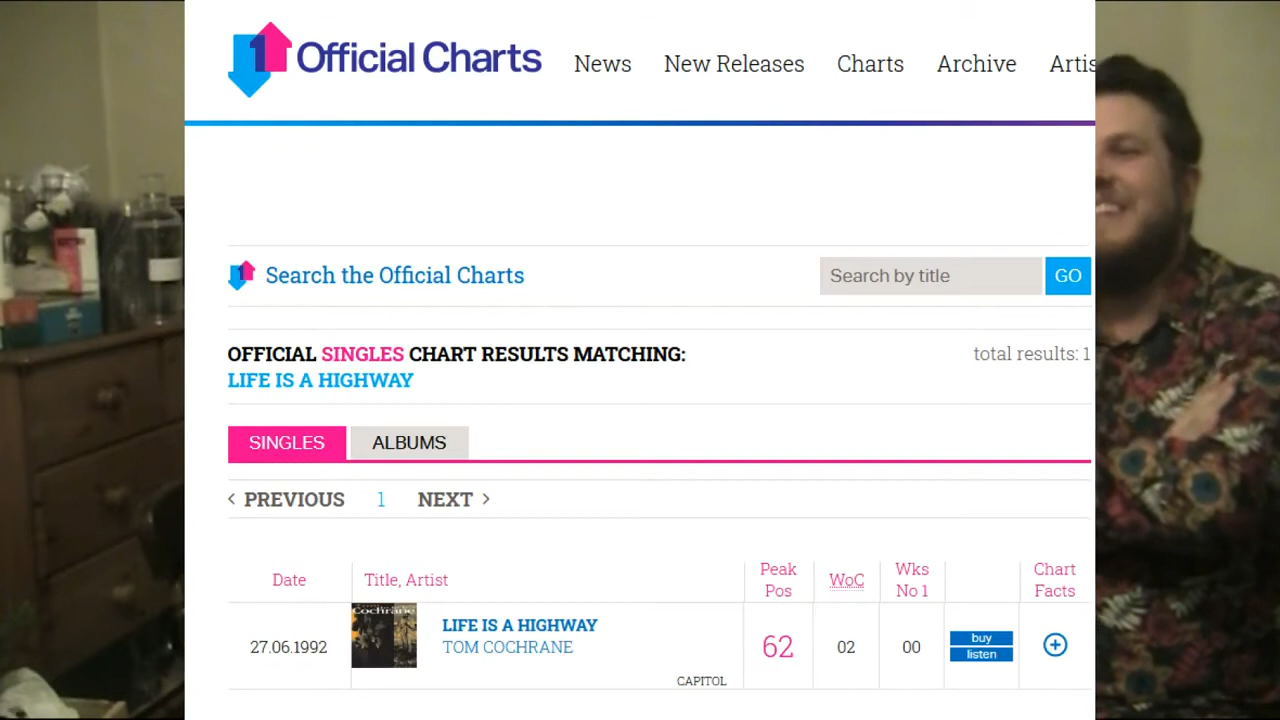 Official Charts
News New Releases Charts Archive Artis
Search the Official Charts
Search by title GO
OFFICIAL SINGLES CHART RESULTS MATCHING:
total results: 1
LIFE IS A HIGHWAY
SINGLES ALBUMS
PREVIOUS 1 NEXT
Date Title, Artist Peak Pos WoC Wks No 1 Chart Facts
Cochrane
27.06.1992 LIFE IS A HIGHWAY
TOM COCHRANE
62 02 00
buy
listen
CAPITOL